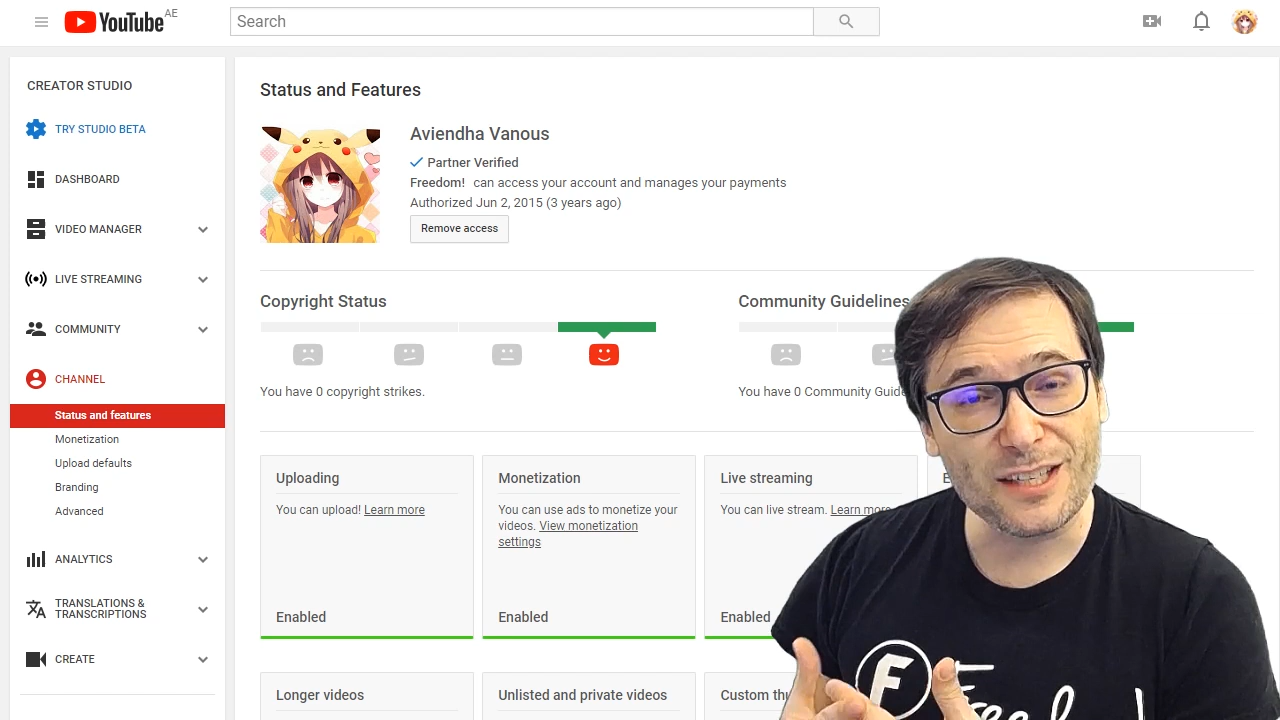 YouTube AE
Search
CREATOR STUDIO
TRY STUDIO BETA
DASHBOARD
VIDEO MANAGER
LIVE STREAMING
COMMUNITY
CHANNEL
Status and features
Monetization
Upload defaults
Branding
Advanced
ANALYTICS
TRANSLATIONS &
TRANSCRIPTIONS
CREATE
Status and Features
Aviendha Vanous
Partner Verified
Freedom! can access your account and manages your payments
Authorized Jun 2, 2015 (3 years ago)
Remove access
Copyright Status
You have 0 copyright strikes.
Community Guidelines
You have 0 Community Guide
Uploading
You can upload! Learn more
Enabled
Monetization
You can use ads to monetize your
videos. View monetization
settings
Enabled
Live streaming
You can live stream. Learn more
Enabled
Longer videos
Unlisted and private videos
Custom thu
F